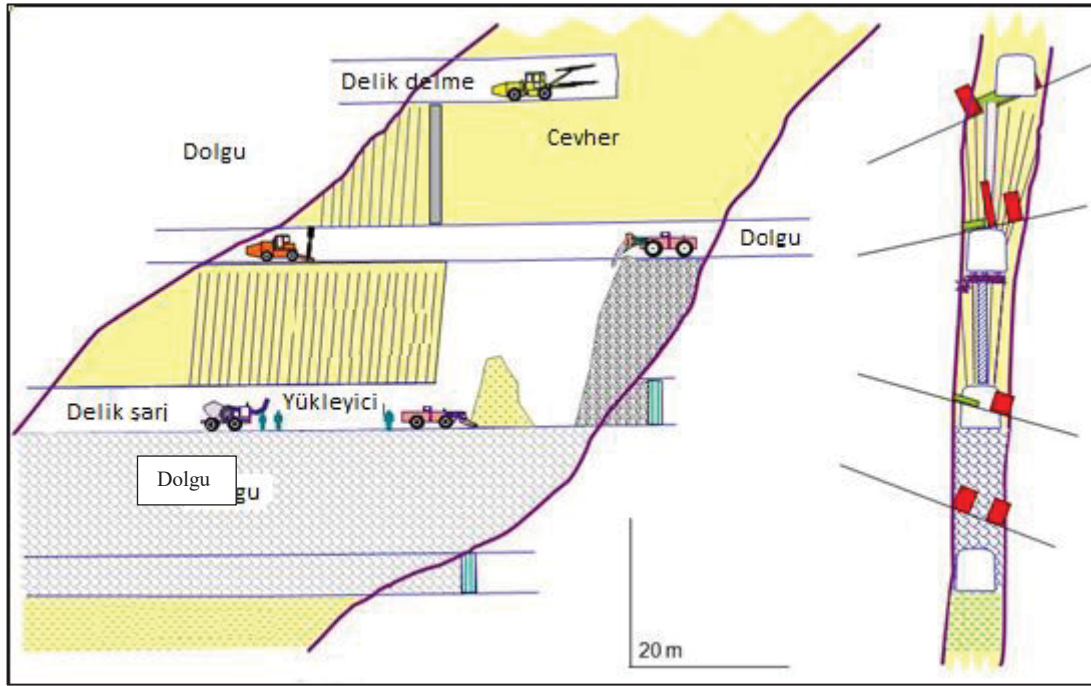 Delik delme
Cevher
Dolgu
Dolgu
Delik şarj
Yükleyici
Dolgu
gu
20 m